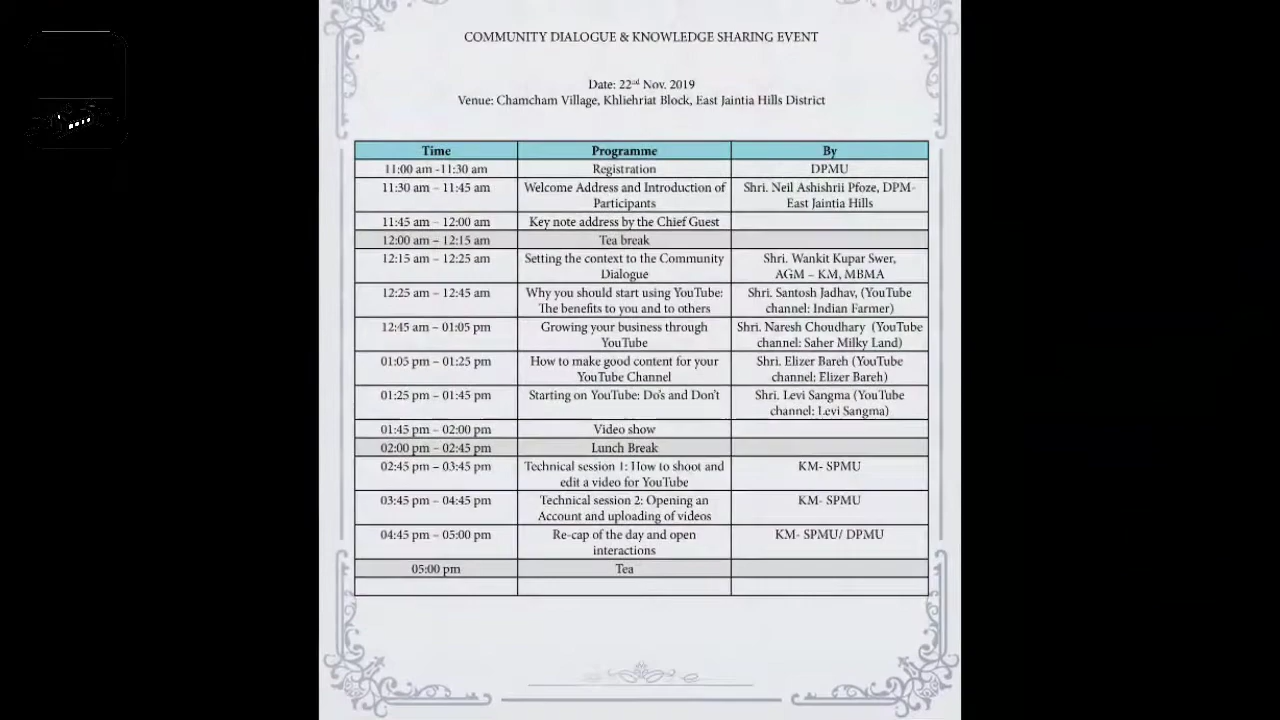 COMMUNITY DIALOGUE & KNOWLEDGE SHARING EVENT
Date: 22nd Nov. 2019
Venue: Chamcham Village, Khliehriat Block, East Jaintia Hills District
Time Programme By
11:00 am -11:30 am Registration DPMU
11:30 am – 11:45 am Welcome Address and Introduction of Shri. Neil Ashishrii Pfoze, DPM-
Participants East Jaintia Hills
11:45 am – 12:00 am Key note address by the Chief Guest
12:00 am – 12:15 am Tea break
12:15 am – 12:25 am Setting the context to the Community Shri. Wankit Kupar Swer,
Dialogue AGM – KM, MBMA
12:25 am – 12:45 am Why you should start using YouTube: Shri. Santosh Jadhav, (YouTube
The benefits to you and to others channel: Indian Farmer)
12:45 am – 01:05 pm Growing your business through Shri. Naresh Choudhary (YouTube
YouTube channel: Saher Milky Land)
01:05 pm – 01:25 pm How to make good content for your Shri. Elizer Bareh (YouTube
YouTube Channel channel: Elizer Bareh)
01:25 pm – 01:45 pm Starting on YouTube: Do's and Don't Shri. Levi Sangma (YouTube
channel: Levi Sangma)
01:45 pm – 02:00 pm Video show
02:00 pm – 02:45 pm Lunch Break
02:45 pm – 03:45 pm Technical session 1: How to shoot and KM- SPMU
edit a video for YouTube
03:45 pm – 04:45 pm Technical session 2: Opening an KM- SPMU
Account and uploading of videos
04:45 pm – 05:00 pm Re-cap of the day and open KM- SPMU/ DPMU
interactions
05:00 pm Tea